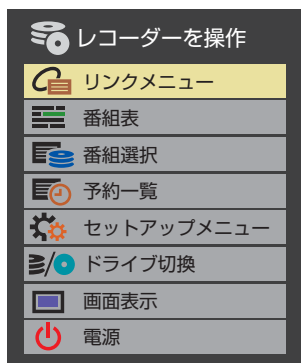 レコーダーを操作
リンクメニュー
番組表
番組選択
予約一覧
セットアップメニュー
ドライブ切換
画面表示
電源